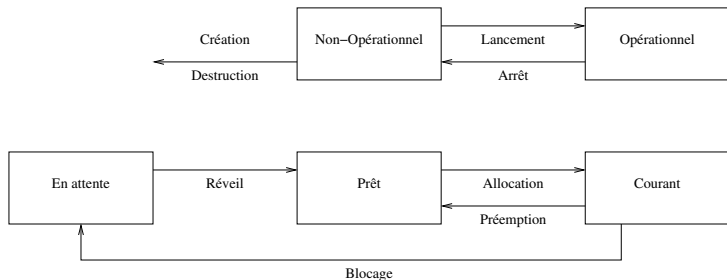 Création
Non-Opérationnel
Lancement
Opérationnel
Destruction
Arrêt
En attente
Réveil
Prêt
Allocation
Courant
Préemption
Blocage